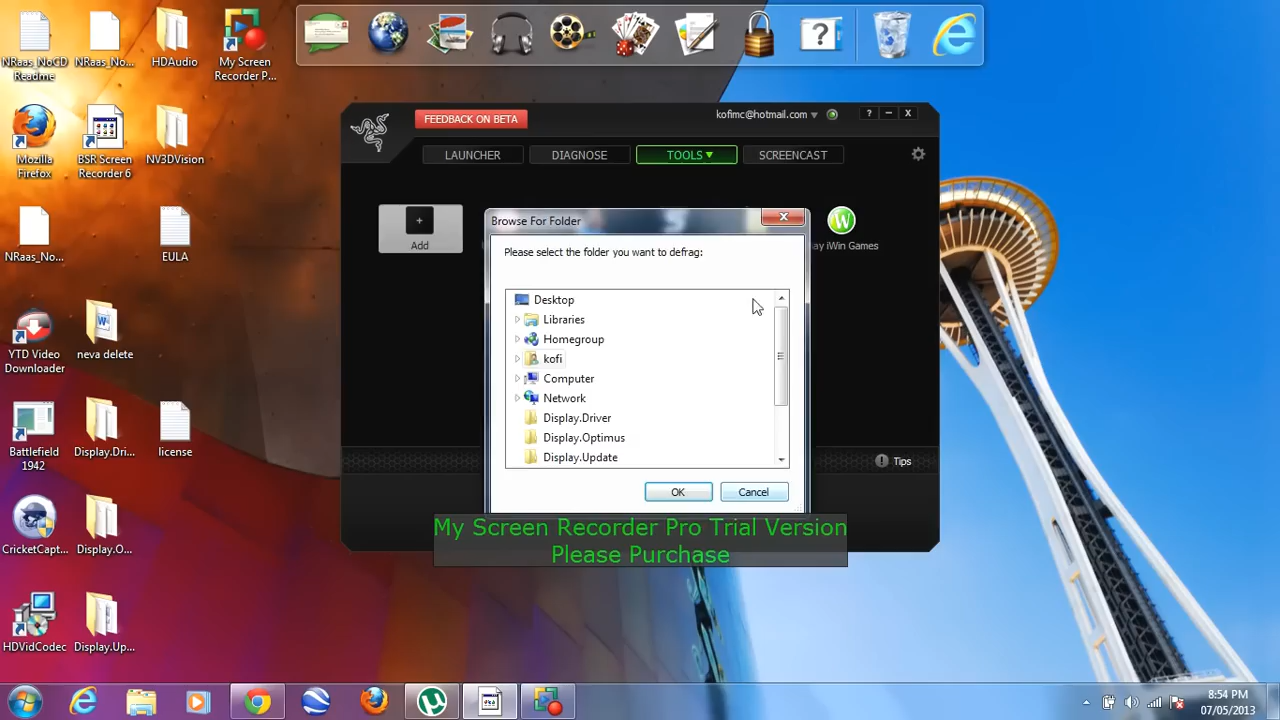 NRaas_NoCD
Readme
NRaas_No...
HDAudio
My Screen
Recorder P...
FEEDBACK ON BETA
kofimc@hotmail.com
?
X
LAUNCHER
DIAGNOSE
TOOLS
SCREENCAST
Mozilla
Firefox
BSR Screen
Recorder 6
NV3DVision
NRaas_No...
EULA
Add
Browse For Folder
X
Please select the folder you want to defrag:
Desktop
Libraries
Homegroup
kofi
Computer
Network
Display.Driver
Display.Optimus
Display.Update
OK
Cancel
ay iWin Games
Tips
YTD Video
Downloader
neva delete
Battlefield
1942
Display.Dri...
license
CricketCapt...
Display.O...
HDVidCodec
Display.Up...
My Screen Recorder Pro Trial Version
Please Purchase
8:54 PM
07/05/2013